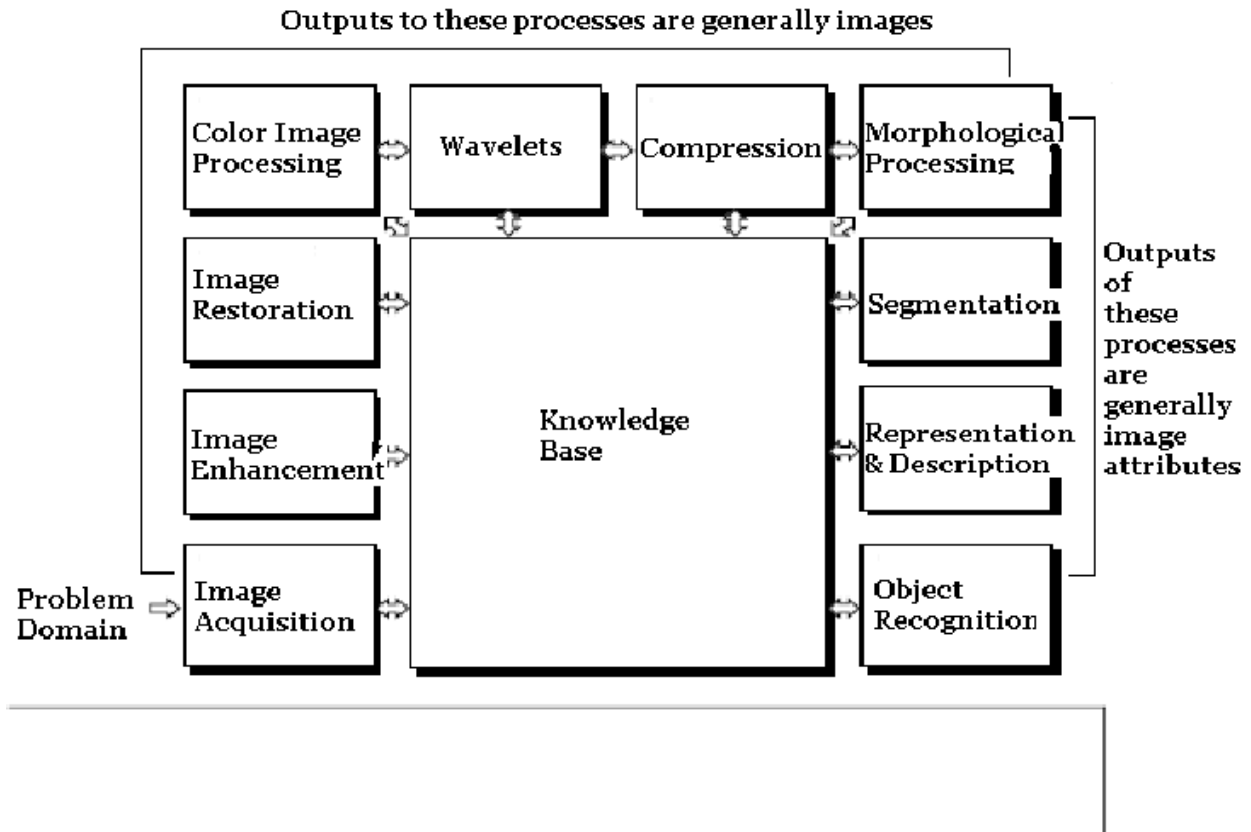 Outputs to these processes are generally images
Color Image
Processing
Wavelets
Compression
Morphological
Processing
Image
Restoration
Segmentation
Outputs
of
these
processes
are
generally
image
attributes
Image
Enhancement
Knowledge
Base
Representation
& Description
Problem
Domain
Image
Acquisition
Object
Recognition